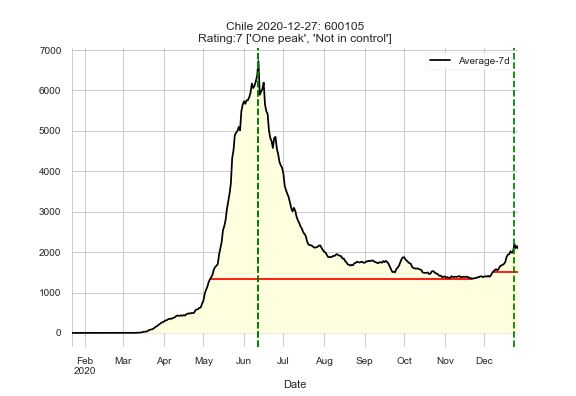 Chile 2020-12-27: 600105
Rating:7 ['One peak', 'Not in control']
7000
6000
5000
4000
3000
2000
1000
0
Average-7d
Feb Mar Apr May Jun Jul Aug Sep Oct Nov Dec
2020
Date